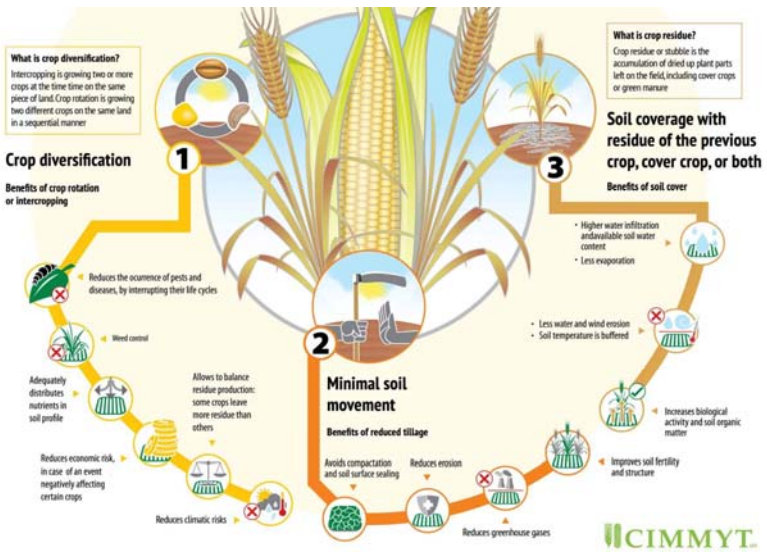 What is crop diversification?
Intercropping is growing two or more
crops at the time time on the same
piece of land. Crop rotation is growing
two different crops on the same land
in a sequential manner
1
Crop diversification
Benefits of crop rotation
or intercropping
Reduces the ocurrence of pests and
diseases, by interrupting their life cycles
Weed control
Adequately
distributes
nutrients in
soil profile
Allows to balance
residue production:
some crops leave
more residue than
others
Reduces economic risk,
in case of an event
negatively affecting
certain crops
Reduces climatic risks
2
Minimal soil
movement
Benefits of reduced tillage
Avoids compactation
and soil surface sealing
Reduces erosion
Reduces greenhouse gases
Improves soil fertility
and structure
What is crop residue?
Crop residue or stubble is the
accumulation of dried up plant parts
left on the field, including cover crops
or green manure
3
Soil coverage with
residue of the previous
crop, cover crop, or both
Benefits of soil cover
• Higher water infiltration
andavailable soil water
content
• Less evaporation
• Less water and wind erosion
• Soil temperature is buffered
Increases biological
activity and soil organic
matter
CIMMYT